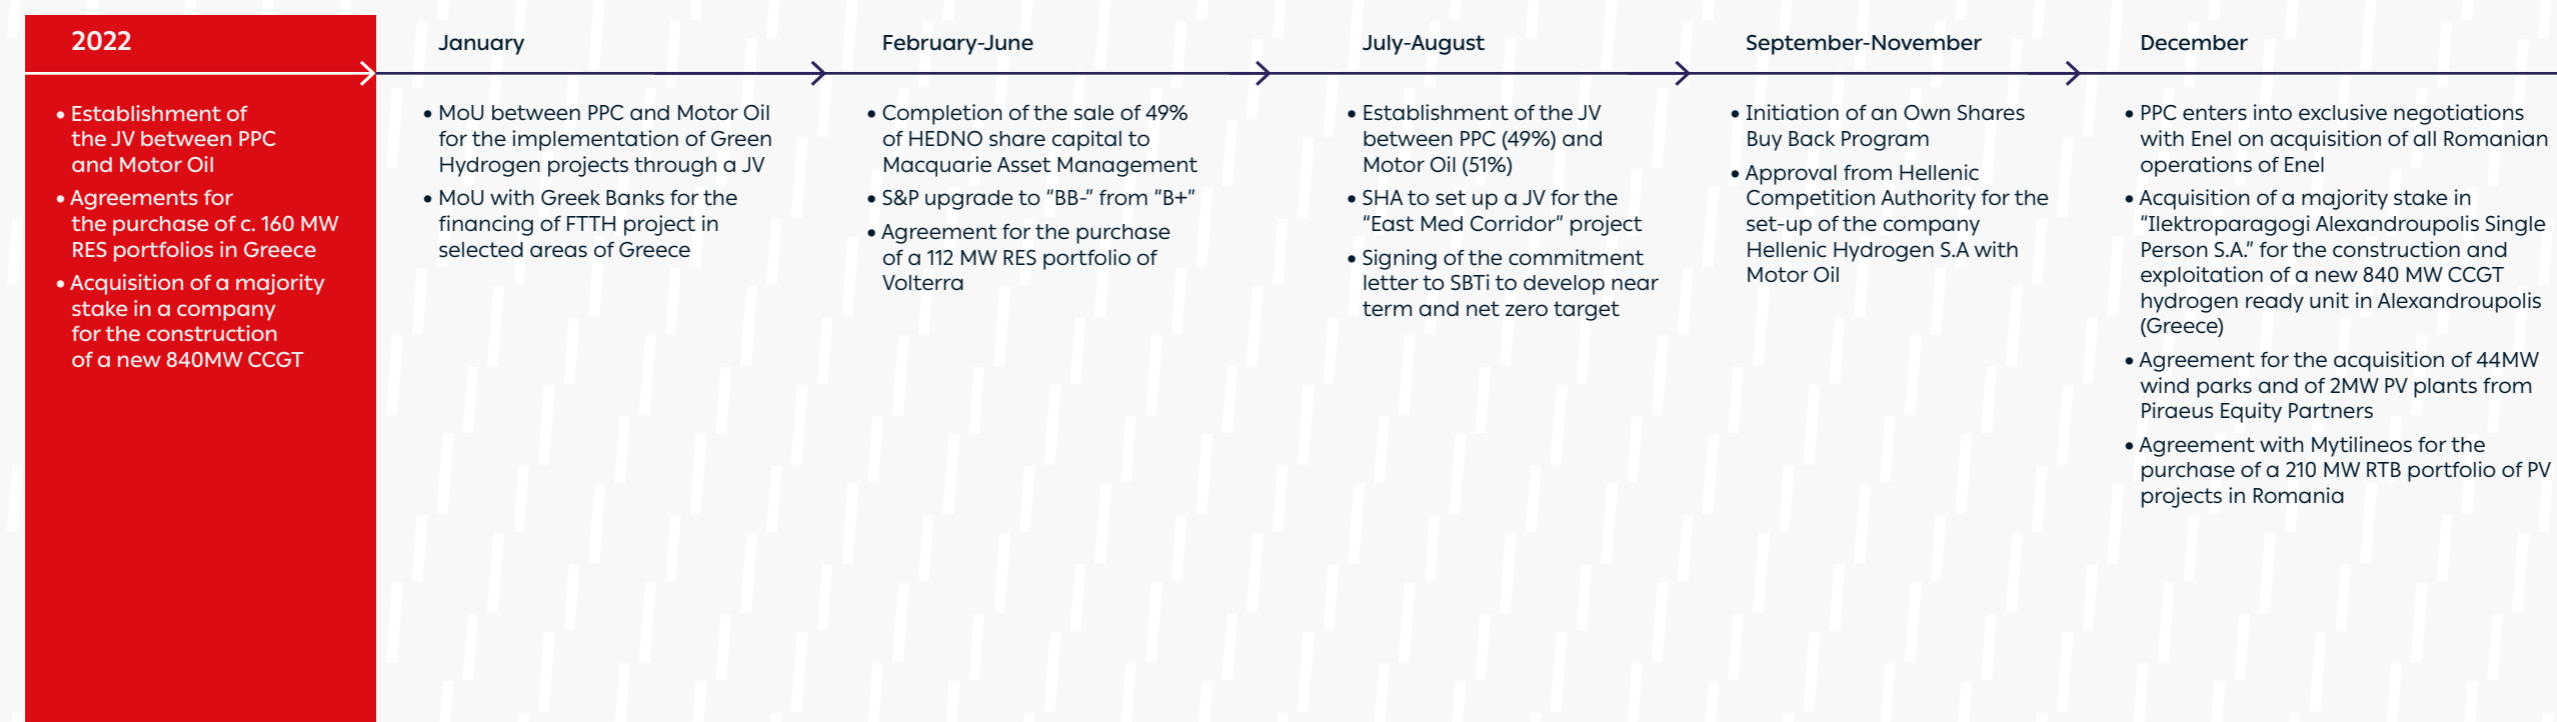 2022
• Establishment of
the JV between PPC
and Motor Oil
• Agreements for
the purchase of c. 160 MW
RES portfolios in Greece
• Acquisition of a majority
stake in a company
for the construction
of a new 840MW CCGT
January
• MoU between PPC and Motor Oil
for the implementation of Green
Hydrogen projects through a JV
• MoU with Greek Banks for the
financing of FTTH project in
selected areas of Greece
February-June
• Completion of the sale of 49%
of HEDNO share capital to
Macquarie Asset Management
• S&P upgrade to “BB-” from “B+”
• Agreement for the purchase
of a 112 MW RES portfolio of
Volterra
July-August
• Establishment of the JV
between PPC (49%) and
Motor Oil (51%)
• SHA to set up a JV for the
“East Med Corridor” project
• Signing of the commitment
letter to SBTi to develop near
term and net zero target
September-November
• Initiation of an Own Shares
Buy Back Program
• Approval from Hellenic
Competition Authority for the
set-up of the company
Hellenic Hydrogen S.A with
Motor Oil
December
• PPC enters into exclusive negotiations
with Enel on acquisition of all Romanian
operations of Enel
• Acquisition of a majority stake in
“Ilektroparagogi Alexandroupolis Single
Person S.A.” for the construction and
exploitation of a new 840 MW CCGT
hydrogen ready unit in Alexandroupolis
(Greece)
• Agreement for the acquisition of 44MW
wind parks and of 2MW PV plants from
Piraeus Equity Partners
• Agreement with Mytilineos for the
purchase of a 210 MW RTB portfolio of PV
projects in Romania